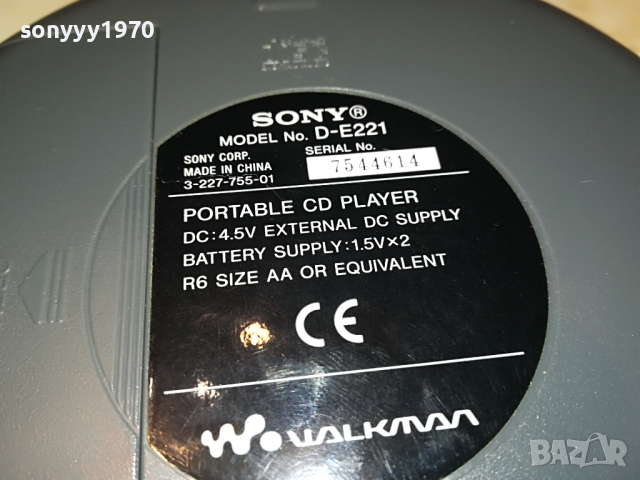 sonyyy1970
SONY®
MODEL No. D-E221
SONY CORP. SERIAL No.
MADE IN CHINA 7544614
3-227-755-01
PORTABLE CD PLAYER
DC:4.5V EXTERNAL DC SUPPLY
BATTERY SUPPLY:1.5V×2
R6 SIZE AA OR EQUIVALENT
CE
WALKMAN
BAZAR
bg